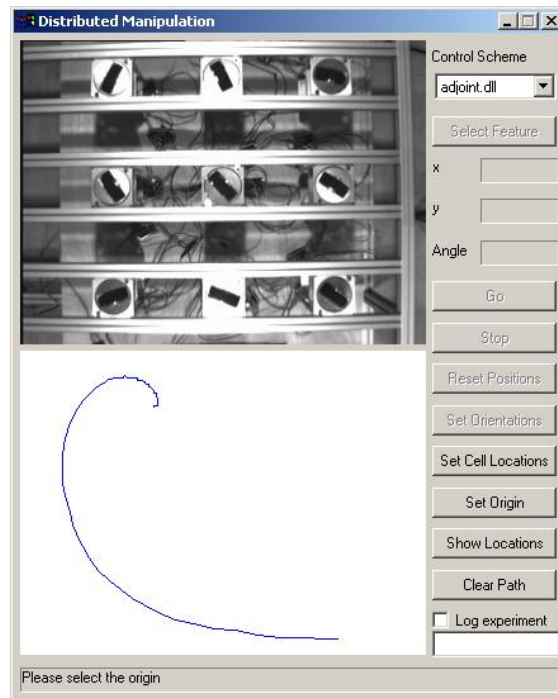 Distributed Manipulation
Control Scheme
adjoint.dll
Select Feature
x
y
Angle
Go
Stop
Reset Positions
Set Orientations
Set Cell Locations
Set Origin
Show Locations
Clear Path
Log experiment
Please select the origin